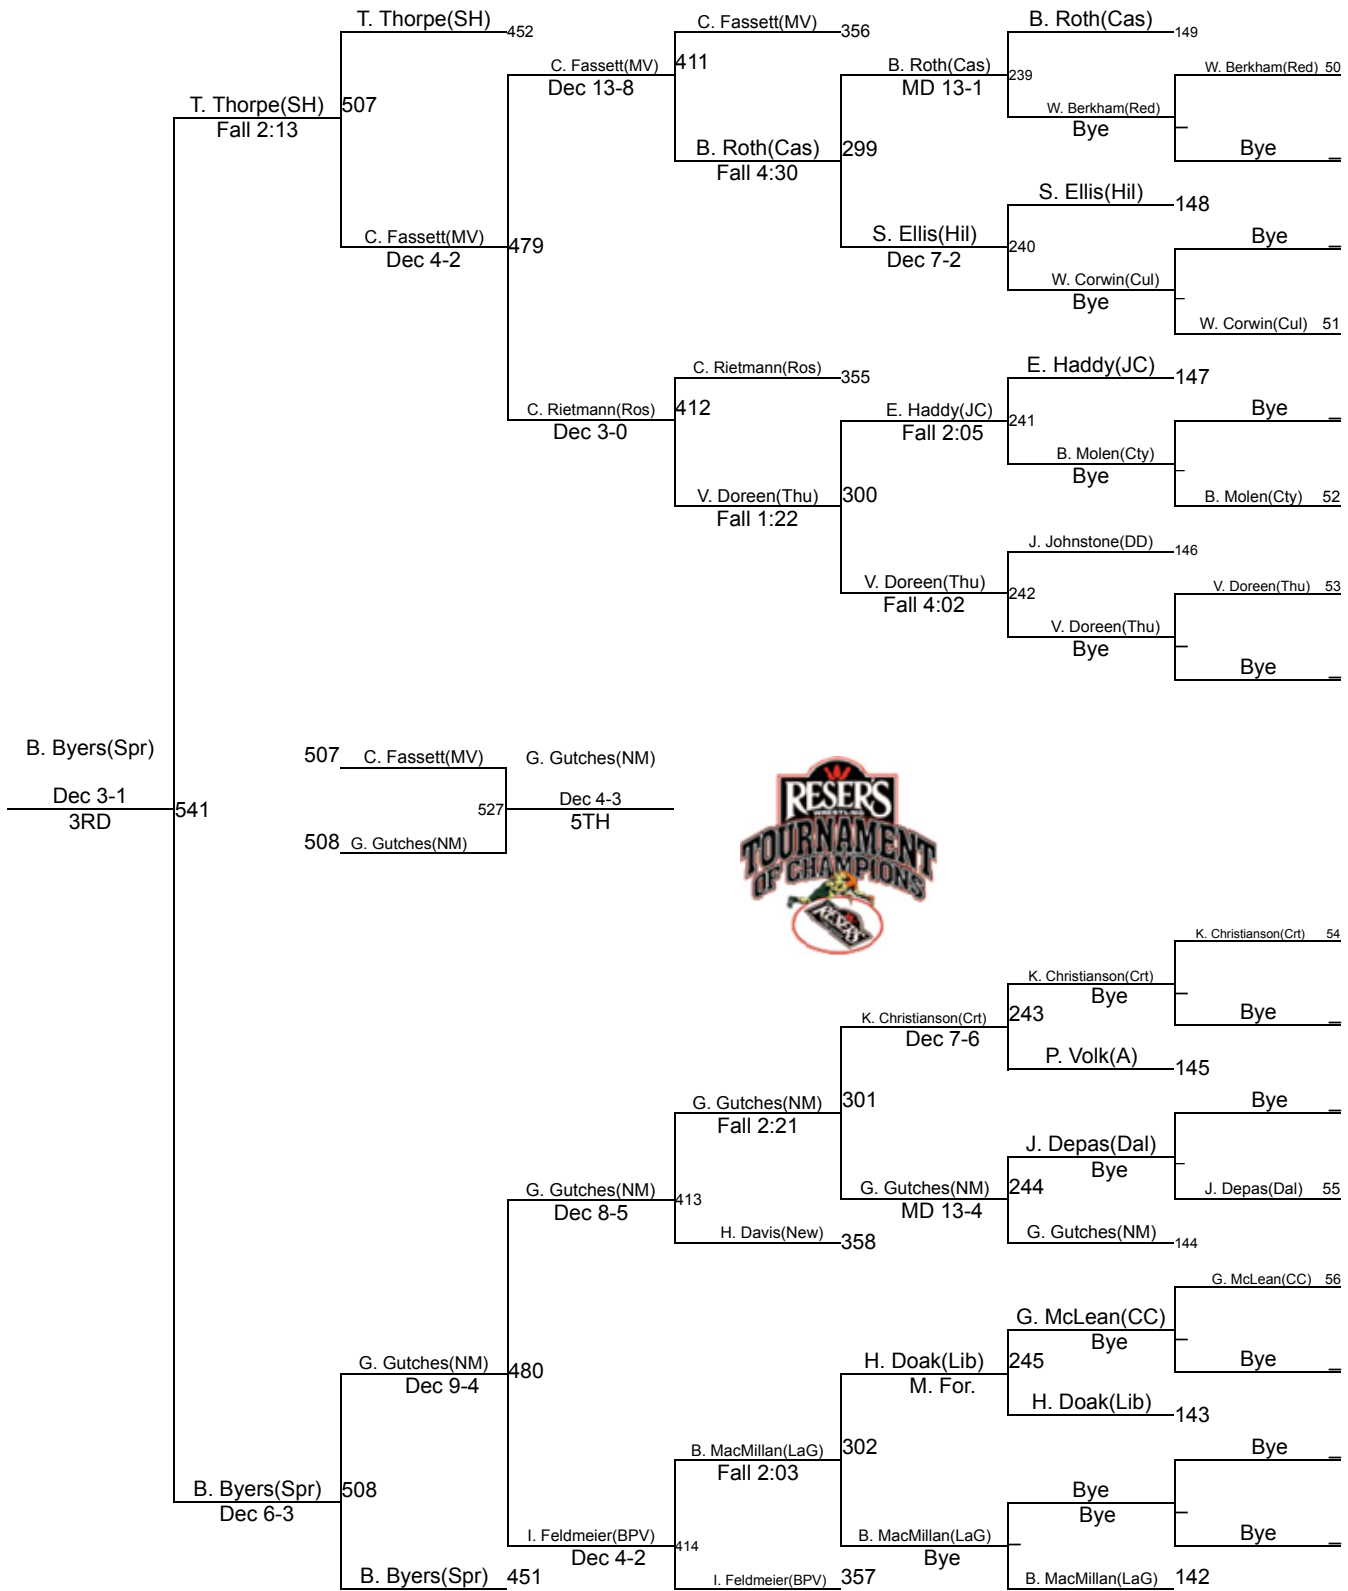 T. Thorpe(SH) 452
C. Fassett(MV) 356
B. Roth(Cas) 149
C. Fassett(MV) 411
Dec 13-8
B. Roth(Cas) 239
MD 13-1
W. Berkham(Red) 50
T. Thorpe(SH) 507
Fall 2:13
W. Berkham(Red)
Bye
Bye
B. Roth(Cas) 299
Fall 4:30
S. Ellis(Hil) 148
C. Fassett(MV) 479
Dec 4-2
S. Ellis(Hil) 240
Dec 7-2
Bye
W. Corwin(Cul)
Bye
W. Corwin(Cul) 51
C. Rietmann(Ros) 355
E. Haddy(JC) 147
C. Rietmann(Ros) 412
Dec 3-0
E. Haddy(JC) 241
Fall 2:05
Bye
B. Molen(Cty)
Bye
V. Doreen(Thu) 300
Fall 1:22
B. Molen(Cty) 52
J. Johnstone(DD) 146
V. Doreen(Thu) 242
Fall 4:02
V. Doreen(Thu) 53
V. Doreen(Thu)
Bye
Bye
B. Byers(Spr)
Dec 3-1
3RD
541
507 C. Fassett(MV)
G. Gutches(NM)
527
Dec 4-3
5TH
508 G. Gutches(NM)
RESER'S
WRESTLING
TOURNAMENT
OF CHAMPIONS
RESER'S
K. Christianson(Crt) 54
K. Christianson(Crt)
Bye
Bye
K. Christianson(Crt) 243
Dec 7-6
P. Volk(A) 145
G. Gutches(NM) 301
Fall 2:21
Bye
J. Depas(Dal)
Bye
G. Gutches(NM) 413
Dec 8-5
G. Gutches(NM) 244
MD 13-4
J. Depas(Dal) 55
H. Davis(New) 358
G. Gutches(NM) 144
G. McLean(CC) 56
G. McLean(CC)
Bye
G. Gutches(NM) 480
Dec 9-4
H. Doak(Lib) 245
M. For.
Bye
H. Doak(Lib) 143
B. MacMillan(LaG) 302
Fall 2:03
Bye
B. Byers(Spr) 508
Dec 6-3
Bye
Bye
I. Feldmeier(BPV) 414
Dec 4-2
B. MacMillan(LaG)
Bye
Bye
B. Byers(Spr) 451
I. Feldmeier(BPV) 357
B. MacMillan(LaG) 142